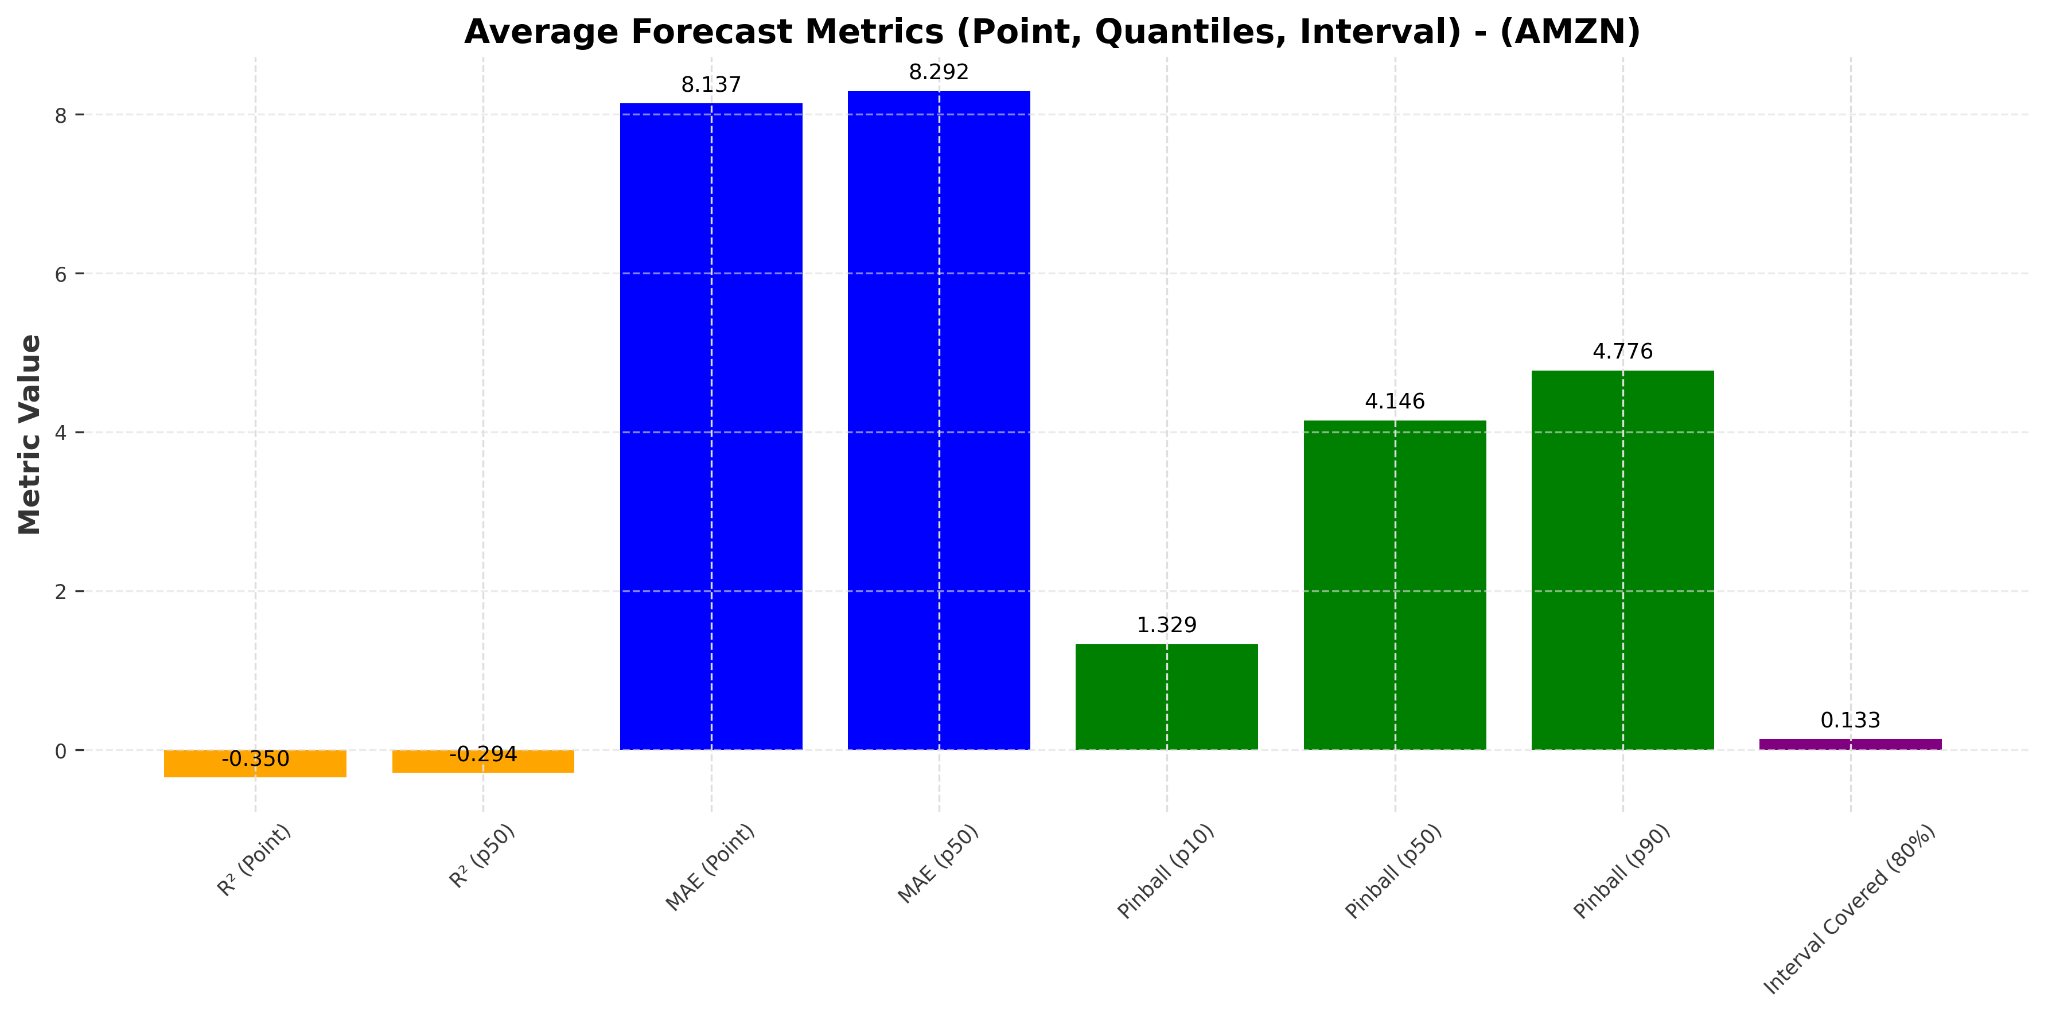 Average Forecast Metrics (Point, Quantiles, Interval) - (AMZN)
Metric Value
8
6
4
2
0
-0.350
-0.294
8.137
8.292
1.329
4.146
4.776
0.133
R² (Point)
R² (p50)
MAE (Point)
MAE (p50)
Pinball (p10)
Pinball (p50)
Pinball (p90)
Interval Covered (80%)